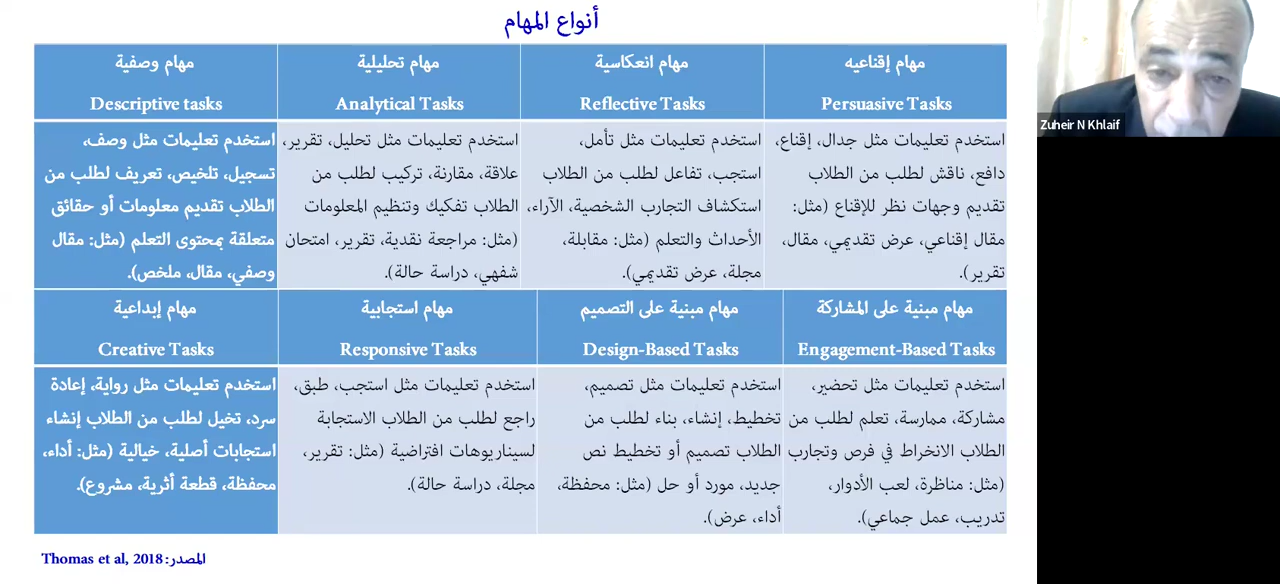 أنواع المهام
مهام إقناعيه
Persuasive Tasks
مهام انعكاسية
Reflective Tasks
مهام تحليلية
Analytical Tasks
مهام وصفية
Descriptive tasks
استخدم تعليمات مثل جدال، إقناع،
دافع، ناقش لطلب من الطلاب
تقديم وجهات نظر للإقناع (مثل:
مقال إقناعي، عرض تقديمي، مقال،
تقرير).
استخدم تعليمات مثل تأمل،
استجب، تفاعل لطلب من الطلاب
استكشاف التجارب الشخصية، الآراء،
الأحداث والتعلم (مثل: مقابلة،
مجلة، عرض تقديمي).
استخدم تعليمات مثل تحليل، تقرير،
علاقة، مقارنة، تركيب لطلب من
الطلاب تفكيك وتنظيم المعلومات
(مثل: مراجعة نقدية، تقرير، امتحان
شفهي، دراسة حالة).
استخدم تعليمات مثل وصف،
تسجيل، تلخيص، تعريف لطلب من
الطلاب تقديم معلومات أو حقائق
متعلقة بمحتوى التعلم (مثل: مقال
وصفي، مقال، ملخص).
مهام مبنية على المشاركة
Engagement-Based Tasks
مهام مبنية على التصميم
Design-Based Tasks
مهام استجابية
Responsive Tasks
مهام إبداعية
Creative Tasks
استخدم تعليمات مثل تحضير،
مشاركة، ممارسة، تعلم لطلب من
الطلاب الانخراط في فرص وتجارب
(مثل: مناظرة، لعب الأدوار،
تدريب، عمل جماعي).
استخدم تعليمات مثل تصميم،
تخطيط، إنشاء، بناء لطلب من
الطلاب تصميم أو تخطيط نص
جديد، مورد أو حل (مثل: محفظة،
أداء، عرض).
استخدم تعليمات مثل استجب، طبق،
راجع لطلب من الطلاب الاستجابة
لسيناريوهات افتراضية (مثل: تقرير،
مجلة، دراسة حالة).
استخدم تعليمات مثل رواية، إعادة
سرد، تخيل لطلب من الطلاب إنشاء
استجابات أصلية، خيالية (مثل: أداء،
محفظة، قطعة أثرية، مشروع).
المصدر: Thomas et al, 2018
Zuheir N Khlaif